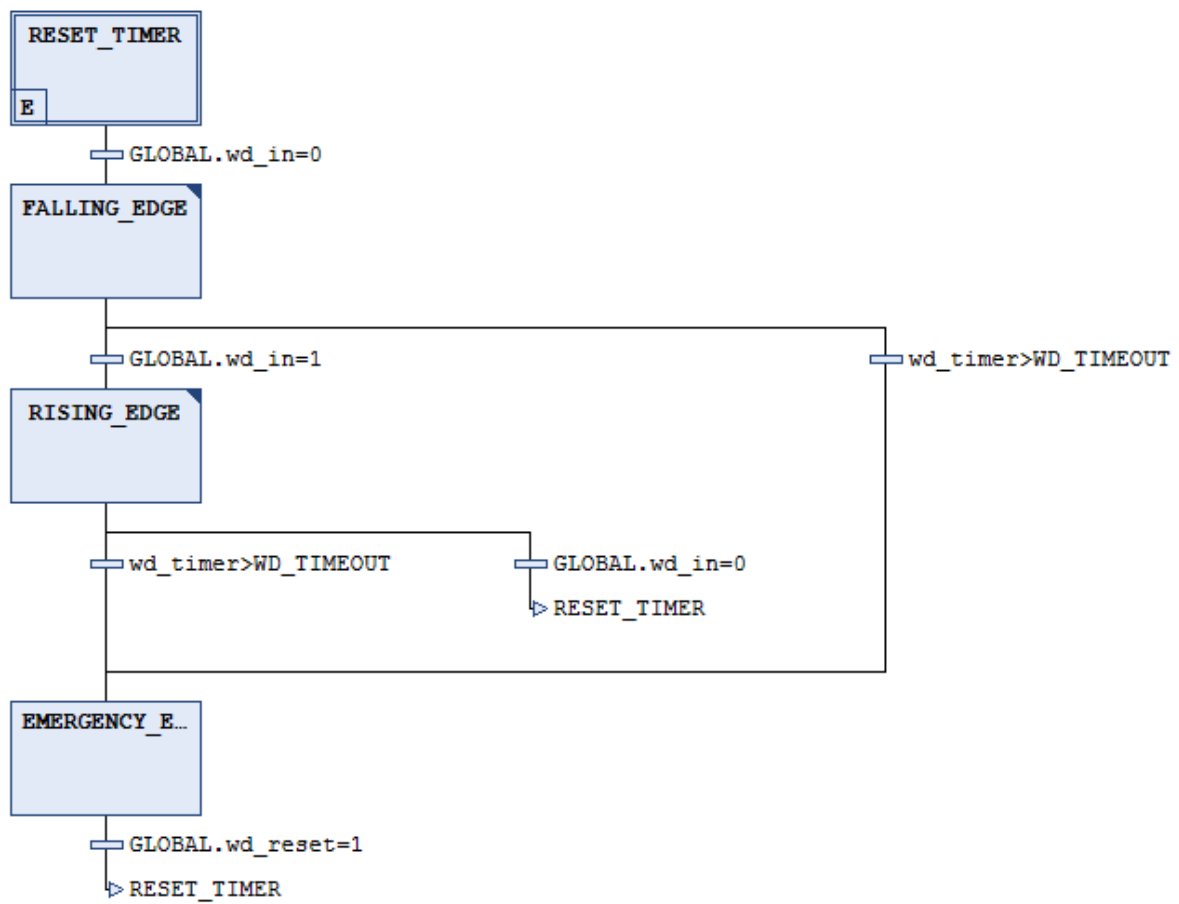 RESET_TIMER
E
GLOBAL.wd_in=0
FALLING_EDGE
GLOBAL.wd_in=1
wd_timer>WD_TIMEOUT
RISING_EDGE
wd_timer>WD_TIMEOUT
GLOBAL.wd_in=0
RESET_TIMER
EMERGENCY_E…
GLOBAL.wd_reset=1
RESET_TIMER